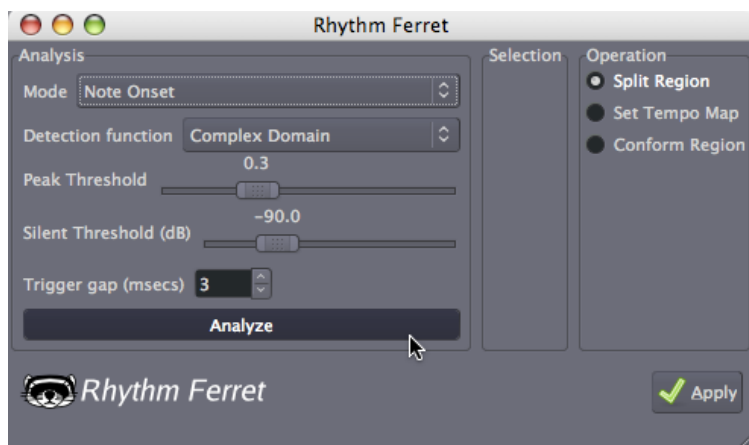 Rhythm Ferret
Analysis
Mode Note Onset
Detection function Complex Domain
0.3
Peak Threshold
-90.0
Silent Threshold (dB)
Trigger gap (msecs) 3
Analyze
Selection
Operation
Split Region
Set Tempo Map
Conform Region
Rhythm Ferret
Apply